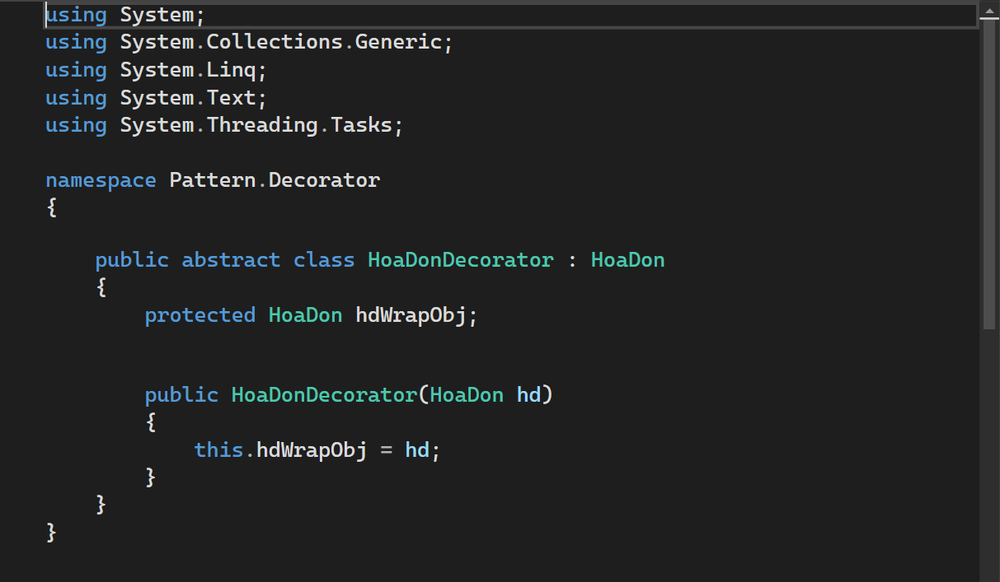 using System;
using System.Collections.Generic;
using System.Linq;
using System.Text;
using System.Threading.Tasks;
namespace Pattern.Decorator
{
public abstract class HoaDonDecorator : HoaDon
{
protected HoaDon hdWrapObj;
public HoaDonDecorator(HoaDon hd)
{
this.hdWrapObj = hd;
}
}
}